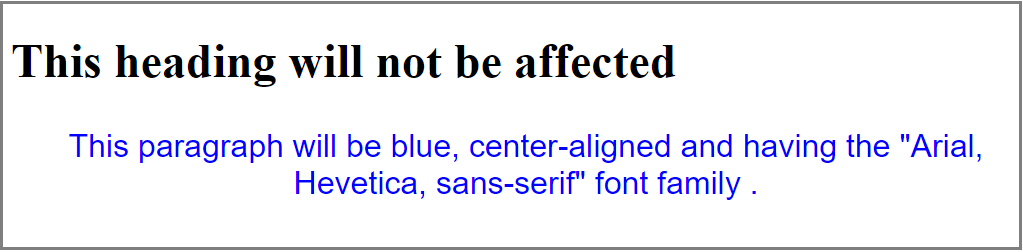 This heading will not be affected
This paragraph will be blue, center-aligned and having the "Arial,
Hevetica, sans-serif" font family .